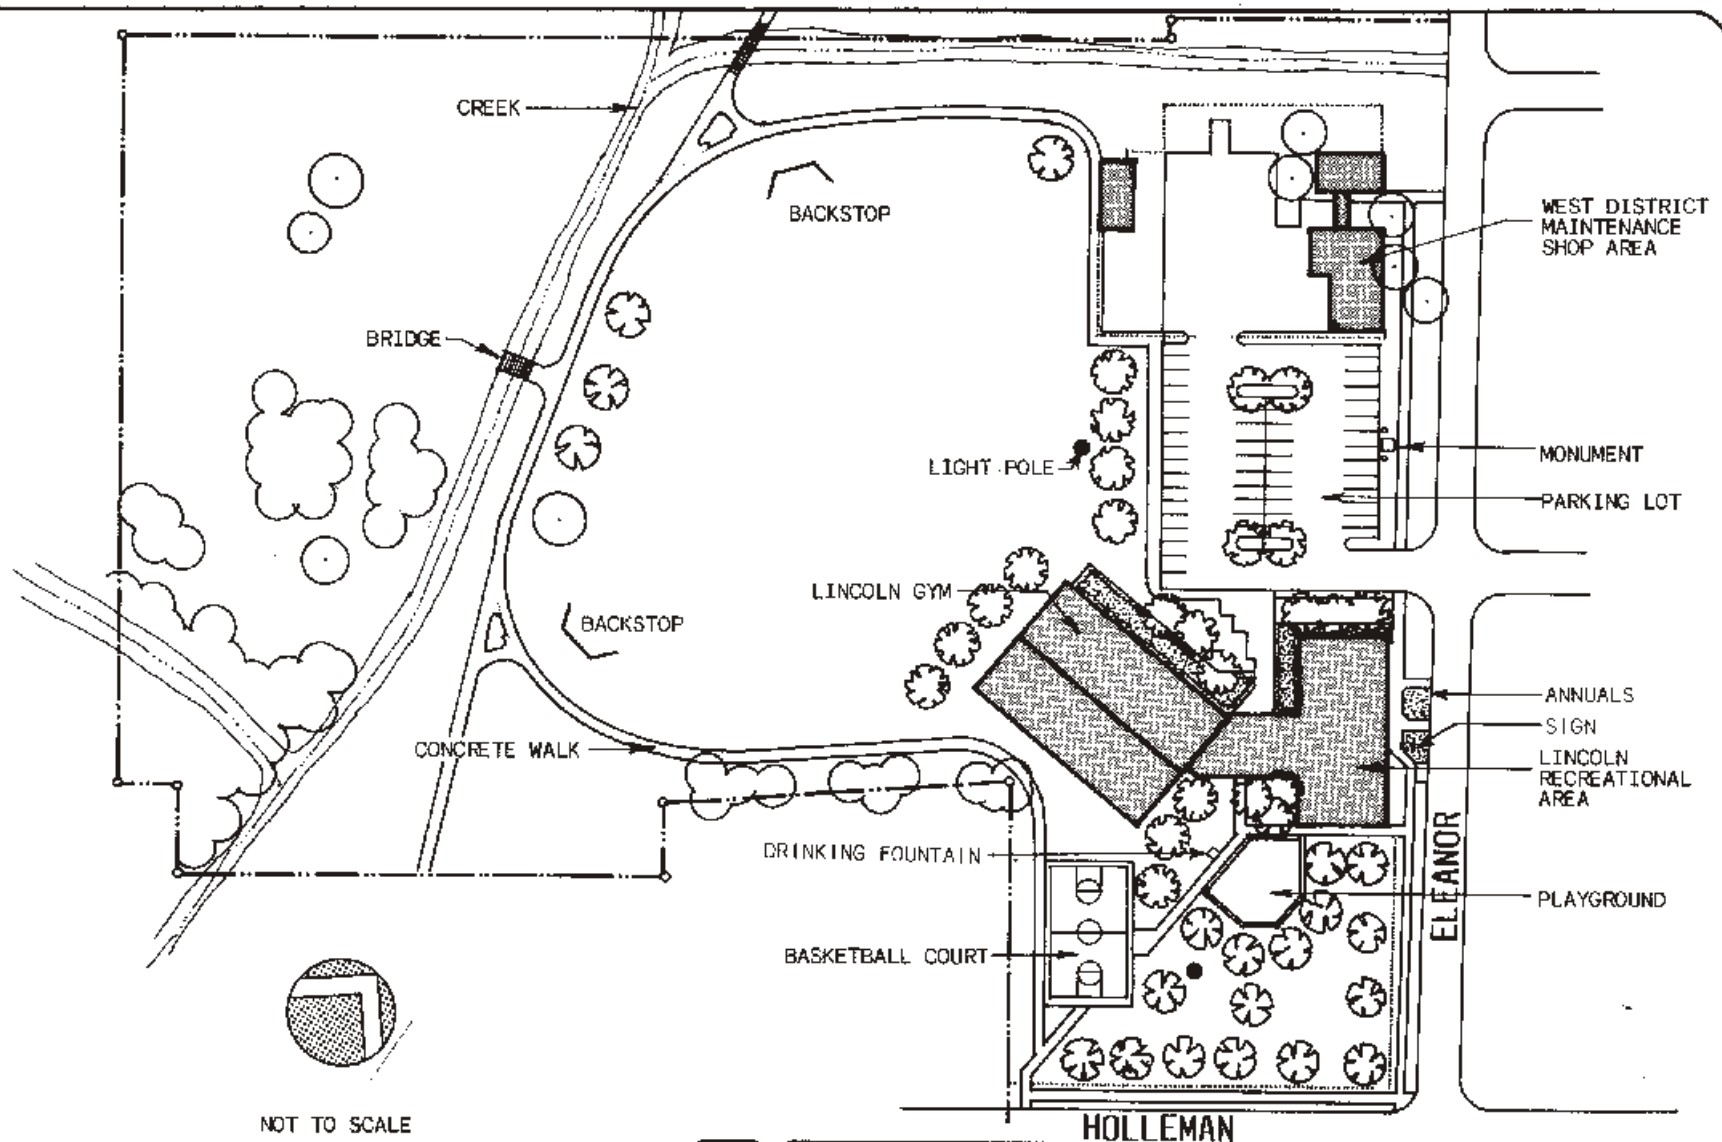 CREEK
BACKSTOP
WEST DISTRICT
MAINTENANCE
SHOP AREA
BRIDGE
LIGHT POLE
MONUMENT
PARKING LOT
LINCOLN GYM
BACKSTOP
ANNUALS
SIGN
CONCRETE WALK
LINCOLN
RECREATIONAL
AREA
DRINKING FOUNTAIN
ELEANOR
PLAYGROUND
BASKETBALL COURT
NOT TO SCALE
HOLLEMAN